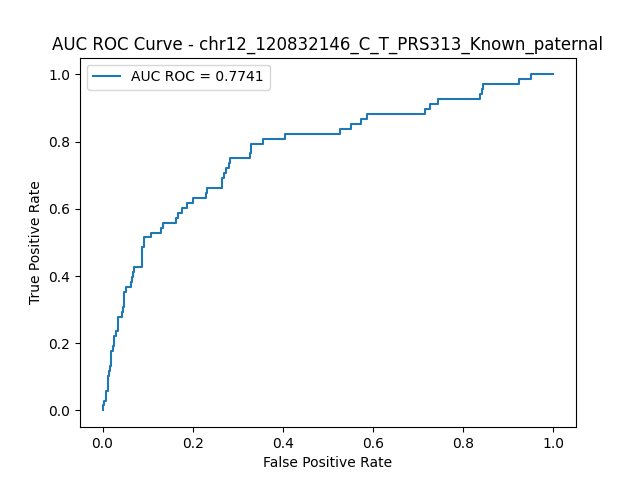 AUC ROC Curve - chr12_120832146_C_T_PRS313_Known_paternal
AUC ROC = 0.7741
1.0
0.8
0.6
0.4
0.2
0.0
True Positive Rate
0.0 0.2 0.4 0.6 0.8 1.0
False Positive Rate